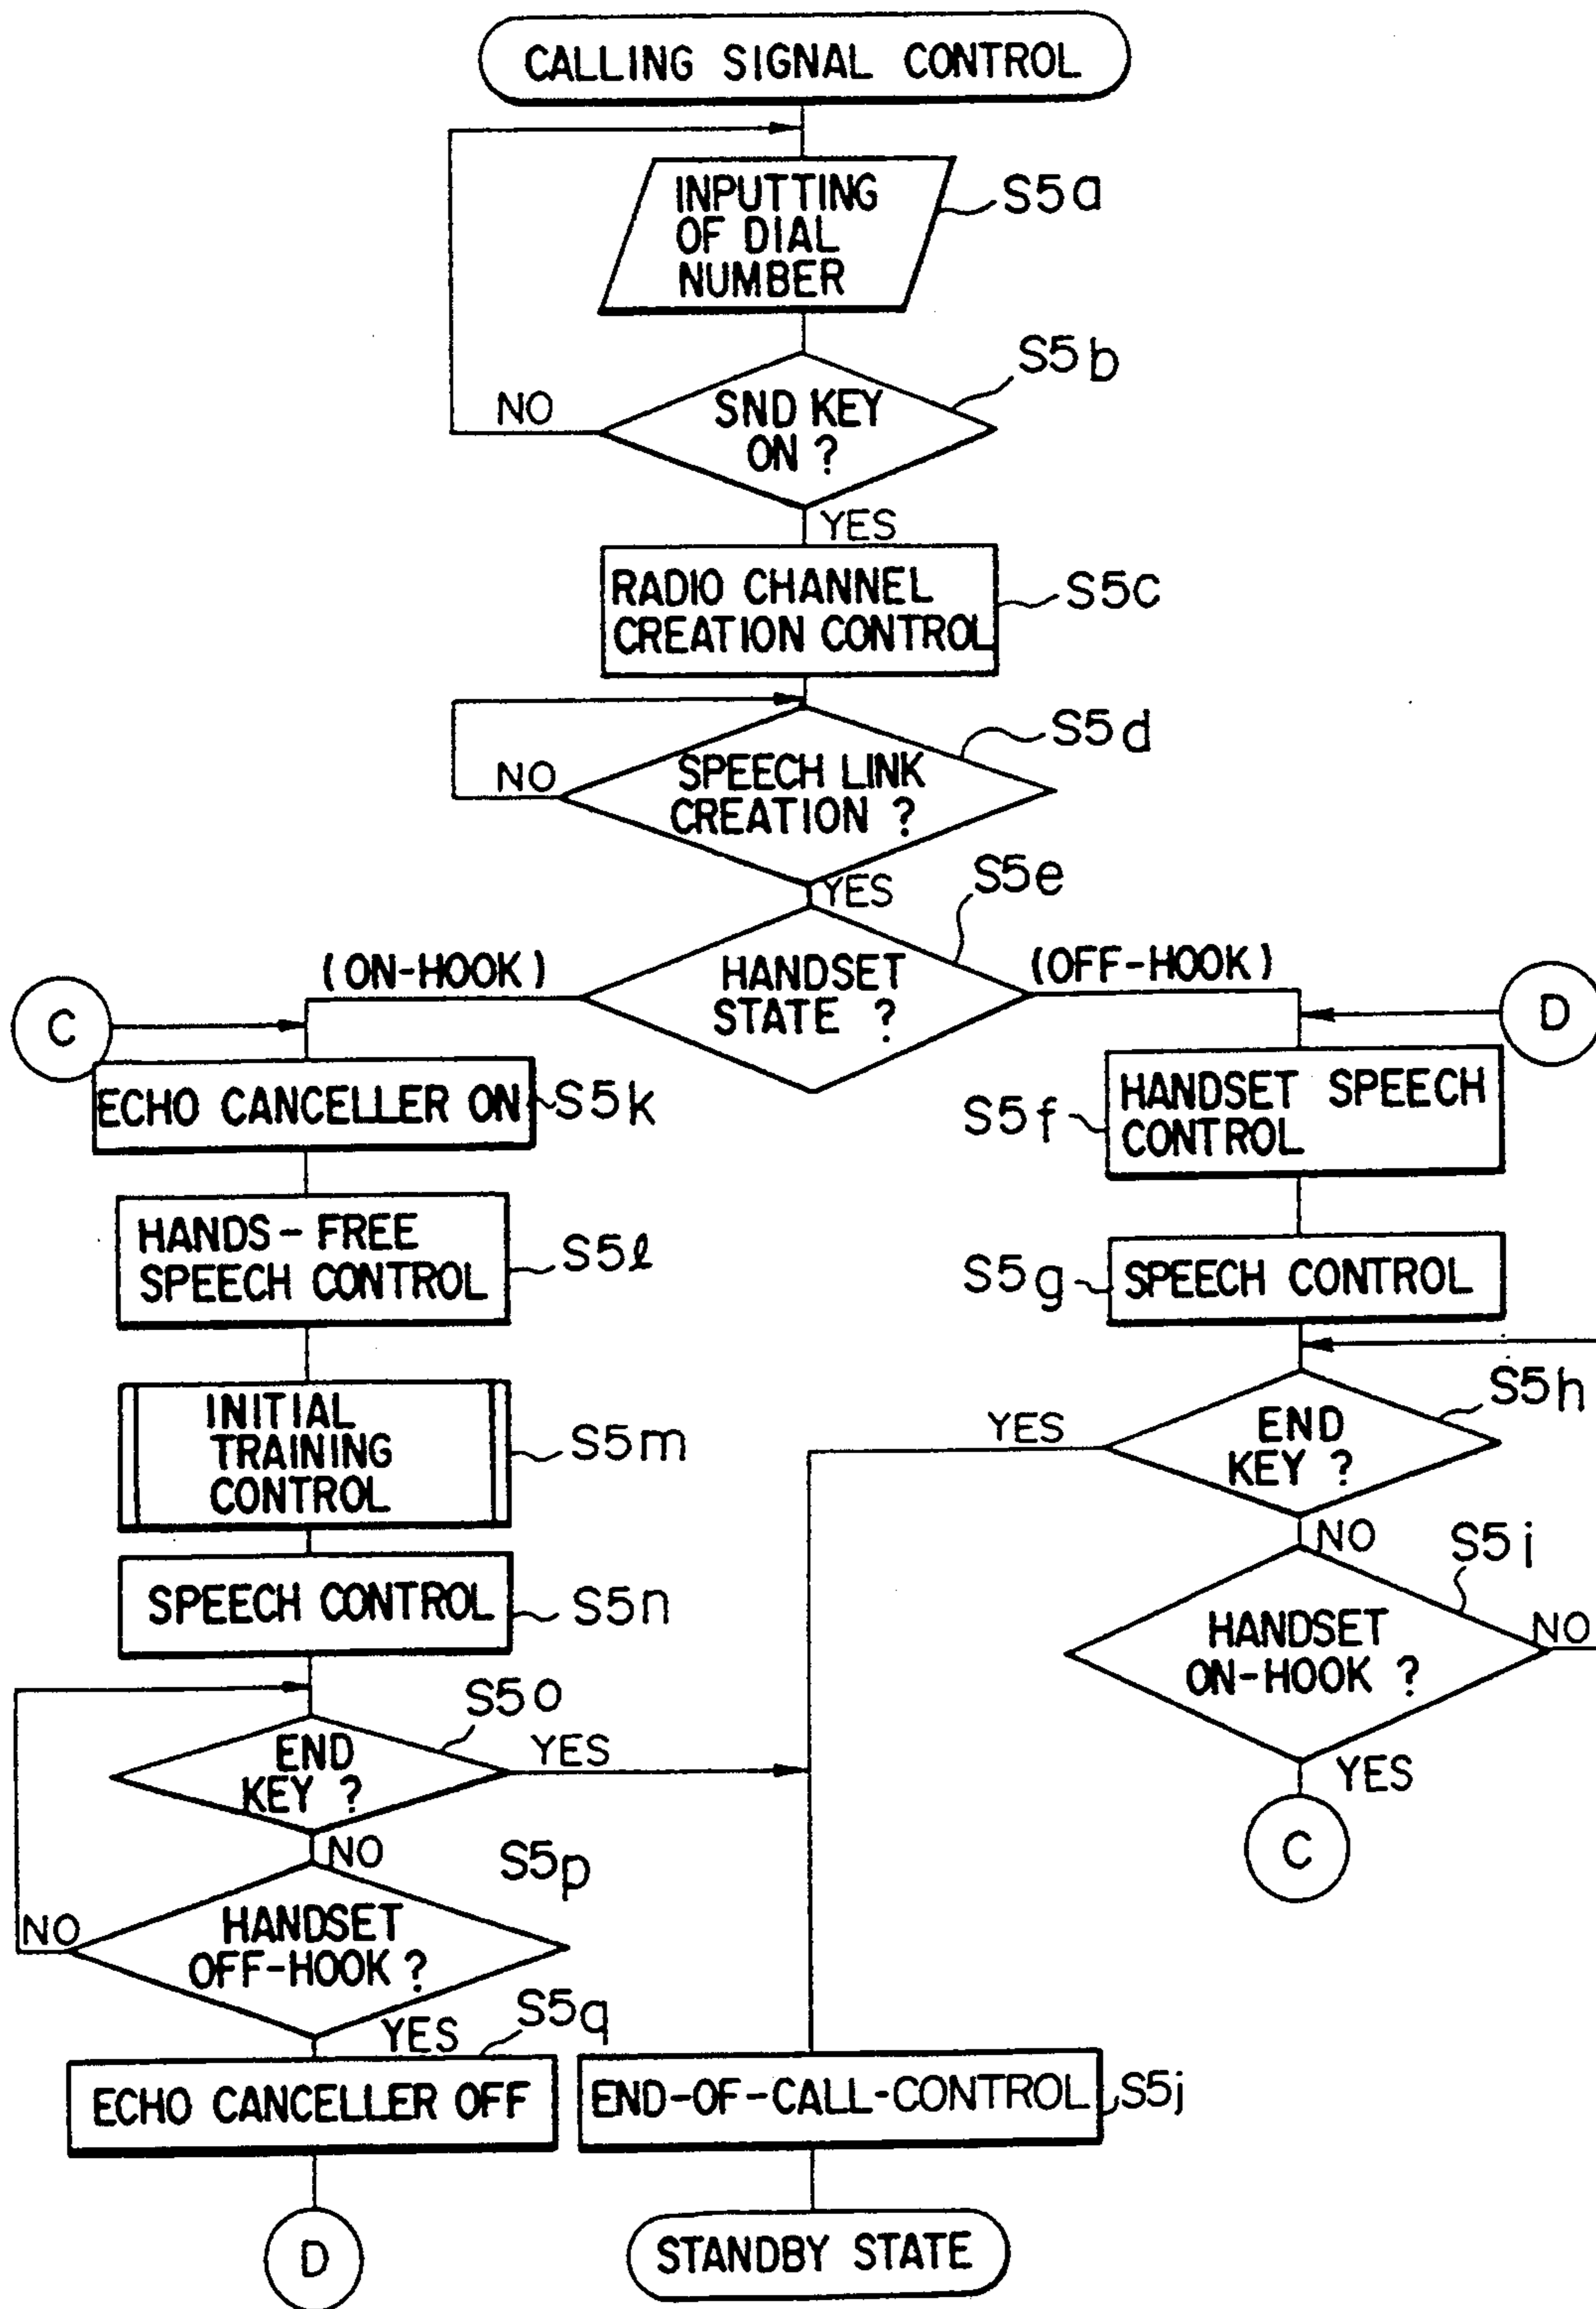 CALLING SIGNAL CONTROL
INPUTTING
OF DIAL
NUMBER
S5a
S5b
SND KEY
ON ?
NO
YES
RADIO CHANNEL
CREATION CONTROL
S5c
S5d
SPEECH LINK
CREATION ?
NO
YES
S5e
(ON-HOOK)
HANDSET
STATE ?
(OFF-HOOK)
C
D
ECHO CANCELLER ON
S5k
HANDS-FREE
SPEECH CONTROL
S5ℓ
INITIAL
TRAINING
CONTROL
S5m
SPEECH CONTROL
S5n
S5o
END
KEY ?
YES
NO
S5p
HANDSET
OFF-HOOK ?
NO
YES
S5q
ECHO CANCELLER OFF
D
HANDSET SPEECH
CONTROL
S5f
SPEECH CONTROL
S5g
S5h
END
KEY ?
YES
NO
S5i
HANDSET
ON-HOOK ?
NO
YES
C
END-OF-CALL-CONTROL
S5j
STANDBY STATE